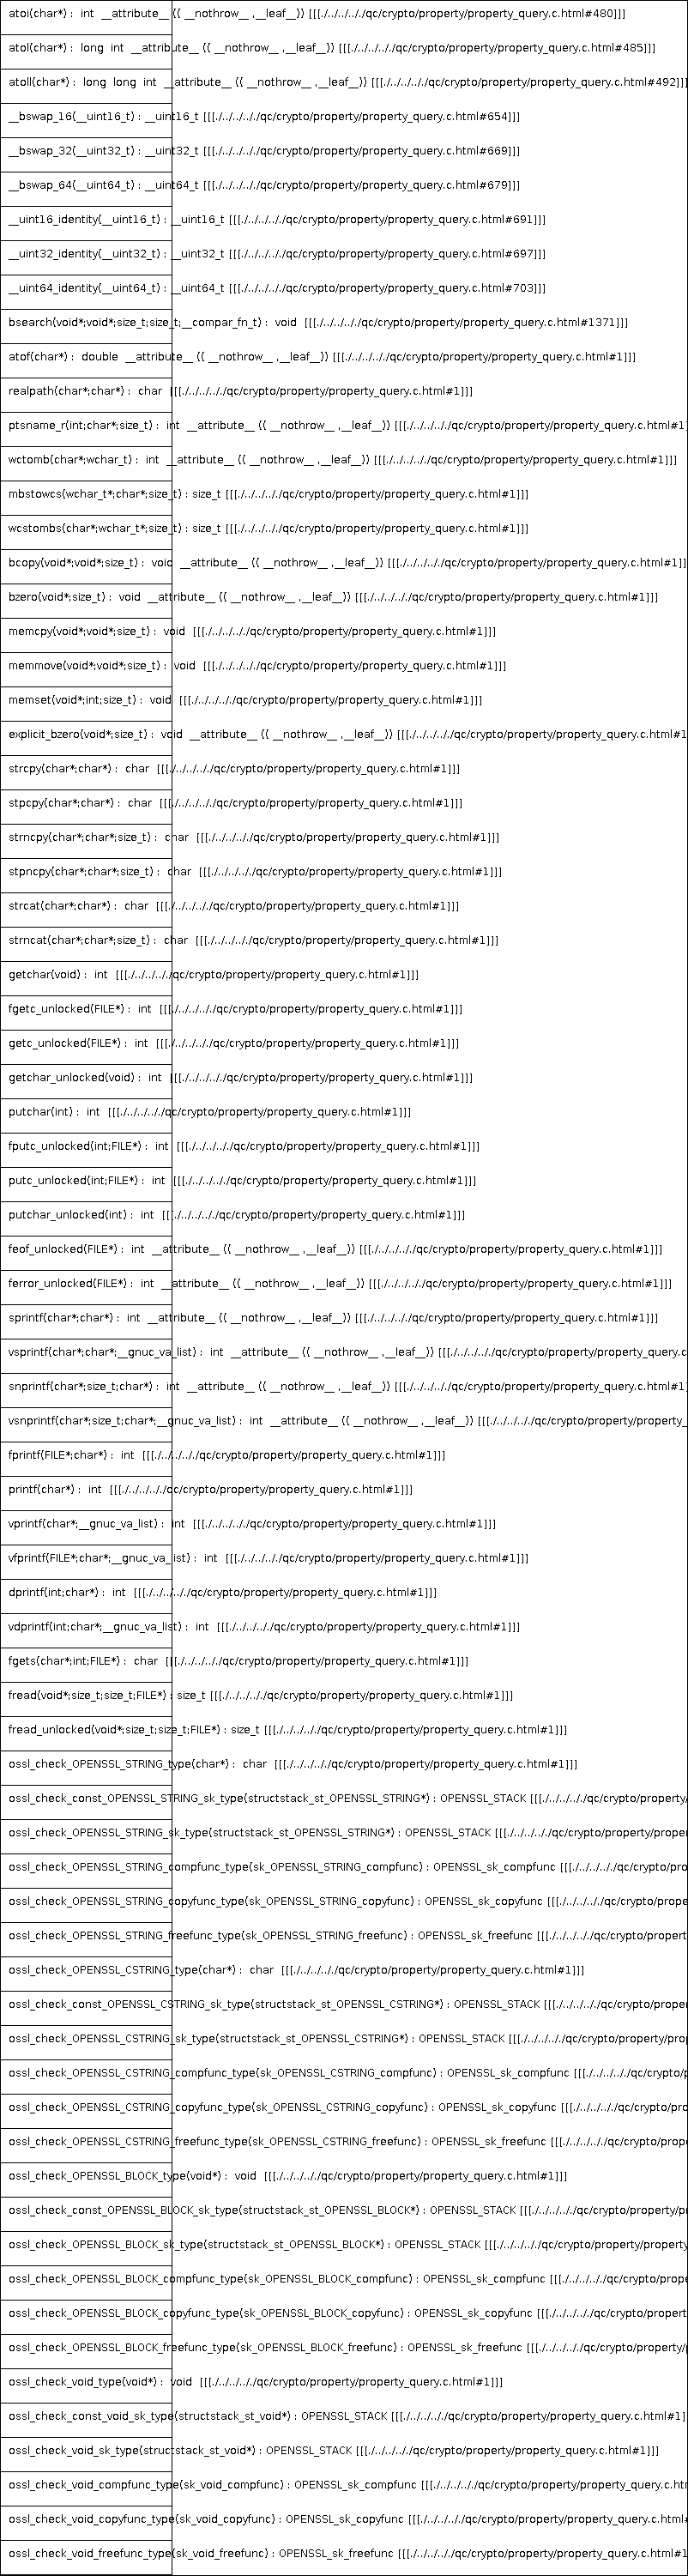 atoi(char*) : int __attribute__ (( __nothrow__ ,__leaf__)) [[[./../../../qc/crypto/property/property_query.c.html#480]]]
atol(char*) : long int __attribute__ (( __nothrow__ ,__leaf__)) [[[./../../../qc/crypto/property/property_query.c.html#485]]]
atoll(char*) : long long int __attribute__ (( __nothrow__ ,__leaf__)) [[[./../../../qc/crypto/property/property_query.c.html#492]]]
__bswap_16(__uint16_t) : __uint16_t [[[./../../../qc/crypto/property/property_query.c.html#654]]]
__bswap_32(__uint32_t) : __uint32_t [[[./../../../qc/crypto/property/property_query.c.html#669]]]
__bswap_64(__uint64_t) : __uint64_t [[[./../../../qc/crypto/property/property_query.c.html#679]]]
__uint16_identity(__uint16_t) : __uint16_t [[[./../../../qc/crypto/property/property_query.c.html#691]]]
__uint32_identity(__uint32_t) : __uint32_t [[[./../../../qc/crypto/property/property_query.c.html#697]]]
__uint64_identity(__uint64_t) : __uint64_t [[[./../../../qc/crypto/property/property_query.c.html#703]]]
bsearch(void*;void*;size_t;size_t;__compar_fn_t) : void [[[./../../../qc/crypto/property/property_query.c.html#1371]]]
atof(char*) : double __attribute__ (( __nothrow__ ,__leaf__)) [[[./../../../qc/crypto/property/property_query.c.html#1]]]
realpath(char*;char*) : char [[[./../../../qc/crypto/property/property_query.c.html#1]]]
ptsname_r(int;char*;size_t) : int __attribute__ (( __nothrow__ ,__leaf__)) [[[./../../../qc/crypto/property/property_query.c.html#1]
wctomb(char*;wchar_t) : int __attribute__ (( __nothrow__ ,__leaf__)) [[[./../../../qc/crypto/property/property_query.c.html#1]]]
mbstowcs(wchar_t*;char*;size_t) : size_t [[[./../../../qc/crypto/property/property_query.c.html#1]]]
wcstombs(char*;wchar_t*;size_t) : size_t [[[./../../../qc/crypto/property/property_query.c.html#1]]]
bcopy(void*;void*;size_t) : void __attribute__ (( __nothrow__ ,__leaf__)) [[[./../../../qc/crypto/property/property_query.c.html#1]]
bzero(void*;size_t) : void __attribute__ (( __nothrow__ ,__leaf__)) [[[./../../../qc/crypto/property/property_query.c.html#1]]]
memcpy(void*;void*;size_t) : void [[[./../../../qc/crypto/property/property_query.c.html#1]]]
memmove(void*;void*;size_t) : void [[[./../../../qc/crypto/property/property_query.c.html#1]]]
memset(void*;int;size_t) : void [[[./../../../qc/crypto/property/property_query.c.html#1]]]
explicit_bzero(void*;size_t) : void __attribute__ (( __nothrow__ ,__leaf__)) [[[./../../../qc/crypto/property/property_query.c.html#1
strcpy(char*;char*) : char [[[./../../../qc/crypto/property/property_query.c.html#1]]]
stpcpy(char*;char*) : char [[[./../../../qc/crypto/property/property_query.c.html#1]]]
strncpy(char*;char*;size_t) : char [[[./../../../qc/crypto/property/property_query.c.html#1]]]
stpncpy(char*;char*;size_t) : char [[[./../../../qc/crypto/property/property_query.c.html#1]]]
strcat(char*;char*) : char [[[./../../../qc/crypto/property/property_query.c.html#1]]]
strncat(char*;char*;size_t) : char [[[./../../../qc/crypto/property/property_query.c.html#1]]]
getchar(void) : int [[[./../../../qc/crypto/property/property_query.c.html#1]]]
fgetc_unlocked(FILE*) : int [[[./../../../qc/crypto/property/property_query.c.html#1]]]
getc_unlocked(FILE*) : int [[[./../../../qc/crypto/property/property_query.c.html#1]]]
getchar_unlocked(void) : int [[[./../../../qc/crypto/property/property_query.c.html#1]]]
putchar(int) : int [[[./../../../qc/crypto/property/property_query.c.html#1]]]
fputc_unlocked(int;FILE*) : int [[[./../../../qc/crypto/property/property_query.c.html#1]]]
putc_unlocked(int;FILE*) : int [[[./../../../qc/crypto/property/property_query.c.html#1]]]
putchar_unlocked(int) : int [[[./../../../qc/crypto/property/property_query.c.html#1]]]
feof_unlocked(FILE*) : int __attribute__ (( __nothrow__ ,__leaf__)) [[[./../../../qc/crypto/property/property_query.c.html#1]]]
ferror_unlocked(FILE*) : int __attribute__ (( __nothrow__ ,__leaf__)) [[[./../../../qc/crypto/property/property_query.c.html#1]]]
sprintf(char*;char*) : int __attribute__ (( __nothrow__ ,__leaf__)) [[[./../../../qc/crypto/property/property_query.c.html#1]]]
vsprintf(char*;char*;__gnuc_va_list) : int __attribute__ (( __nothrow__ ,__leaf__)) [[[./../../../qc/crypto/property/property_query.c
snprintf(char*;size_t;char*) : int __attribute__ (( __nothrow__ ,__leaf__)) [[[./../../../qc/crypto/property/property_query.c.html#1]
vsnprintf(char*;size_t;char*;__gnuc_va_list) : int __attribute__ (( __nothrow__ ,__leaf__)) [[[./../../../qc/crypto/property/property_
fprintf(FILE*;char*) : int [[[./../../../qc/crypto/property/property_query.c.html#1]]]
printf(char*) : int [[[./../../../qc/crypto/property/property_query.c.html#1]]]
vprintf(char*;__gnuc_va_list) : int [[[./../../../qc/crypto/property/property_query.c.html#1]]]
vfprintf(FILE*;char*;__gnuc_va_list) : int [[[./../../../qc/crypto/property/property_query.c.html#1]]]
dprintf(int;char*) : int [[[./../../../qc/crypto/property/property_query.c.html#1]]]
vdprintf(int;char*;__gnuc_va_list) : int [[[./../../../qc/crypto/property/property_query.c.html#1]]]
fgets(char*;int;FILE*) : char [[[./../../../qc/crypto/property/property_query.c.html#1]]]
fread(void*;size_t;size_t;FILE*) : size_t [[[./../../../qc/crypto/property/property_query.c.html#1]]]
fread_unlocked(void*;size_t;size_t;FILE*) : size_t [[[./../../../qc/crypto/property/property_query.c.html#1]]]
ossl_check_OPENSSL_STRING_type(char*) : char [[[./../../../qc/crypto/property/property_query.c.html#1]]]
ossl_check_const_OPENSSL_STRING_sk_type(structstack_st_OPENSSL_STRING*) : OPENSSL_STACK [[[./../../../qc/crypto/property/
ossl_check_OPENSSL_STRING_sk_type(structstack_st_OPENSSL_STRING*) : OPENSSL_STACK [[[./../../../qc/crypto/property/proper
ossl_check_OPENSSL_STRING_compfunc_type(sk_OPENSSL_STRING_compfunc) : OPENSSL_sk_compfunc [[[./../../../qc/crypto/pro
ossl_check_OPENSSL_STRING_copyfunc_type(sk_OPENSSL_STRING_copyfunc) : OPENSSL_sk_copyfunc [[[./../../../qc/crypto/prope
ossl_check_OPENSSL_STRING_freefunc_type(sk_OPENSSL_STRING_freefunc) : OPENSSL_sk_freefunc [[[./../../../qc/crypto/propert
ossl_check_OPENSSL_CSTRING_type(char*) : char [[[./../../../qc/crypto/property/property_query.c.html#1]]]
ossl_check_const_OPENSSL_CSTRING_sk_type(structstack_st_OPENSSL_CSTRING*) : OPENSSL_STACK [[[./../../../qc/crypto/proper
ossl_check_OPENSSL_CSTRING_sk_type(structstack_st_OPENSSL_CSTRING*) : OPENSSL_STACK [[[./../../../qc/crypto/property/prop
ossl_check_OPENSSL_CSTRING_compfunc_type(sk_OPENSSL_CSTRING_compfunc) : OPENSSL_sk_compfunc [[[./../../../qc/crypto/p
ossl_check_OPENSSL_CSTRING_copyfunc_type(sk_OPENSSL_CSTRING_copyfunc) : OPENSSL_sk_copyfunc [[[./../../../qc/crypto/pro
ossl_check_OPENSSL_CSTRING_freefunc_type(sk_OPENSSL_CSTRING_freefunc) : OPENSSL_sk_freefunc [[[./../../../qc/crypto/prope
ossl_check_OPENSSL_BLOCK_type(void*) : void [[[./../../../qc/crypto/property/property_query.c.html#1]]]
ossl_check_const_OPENSSL_BLOCK_sk_type(structstack_st_OPENSSL_BLOCK*) : OPENSSL_STACK [[[./../../../qc/crypto/property/pr
ossl_check_OPENSSL_BLOCK_sk_type(structstack_st_OPENSSL_BLOCK*) : OPENSSL_STACK [[[./../../../qc/crypto/property/property
ossl_check_OPENSSL_BLOCK_compfunc_type(sk_OPENSSL_BLOCK_compfunc) : OPENSSL_sk_compfunc [[[./../../../qc/crypto/prope
ossl_check_OPENSSL_BLOCK_copyfunc_type(sk_OPENSSL_BLOCK_copyfunc) : OPENSSL_sk_copyfunc [[[./../../../qc/crypto/propert
ossl_check_OPENSSL_BLOCK_freefunc_type(sk_OPENSSL_BLOCK_freefunc) : OPENSSL_sk_freefunc [[[./../../../qc/crypto/property/p
ossl_check_void_type(void*) : void [[[./../../../qc/crypto/property/property_query.c.html#1]]]
ossl_check_const_void_sk_type(structstack_st_void*) : OPENSSL_STACK [[[./../../../qc/crypto/property/property_query.c.html#1]
ossl_check_void_sk_type(structstack_st_void*) : OPENSSL_STACK [[[./../../../qc/crypto/property/property_query.c.html#1]]]
ossl_check_void_compfunc_type(sk_void_compfunc) : OPENSSL_sk_compfunc [[[./../../../qc/crypto/property/property_query.c.htm
ossl_check_void_copyfunc_type(sk_void_copyfunc) : OPENSSL_sk_copyfunc [[[./../../../qc/crypto/property/property_query.c.html#
ossl_check_void_freefunc_type(sk_void_freefunc) : OPENSSL_sk_freefunc [[[./../../../qc/crypto/property/property_query.c.html#1